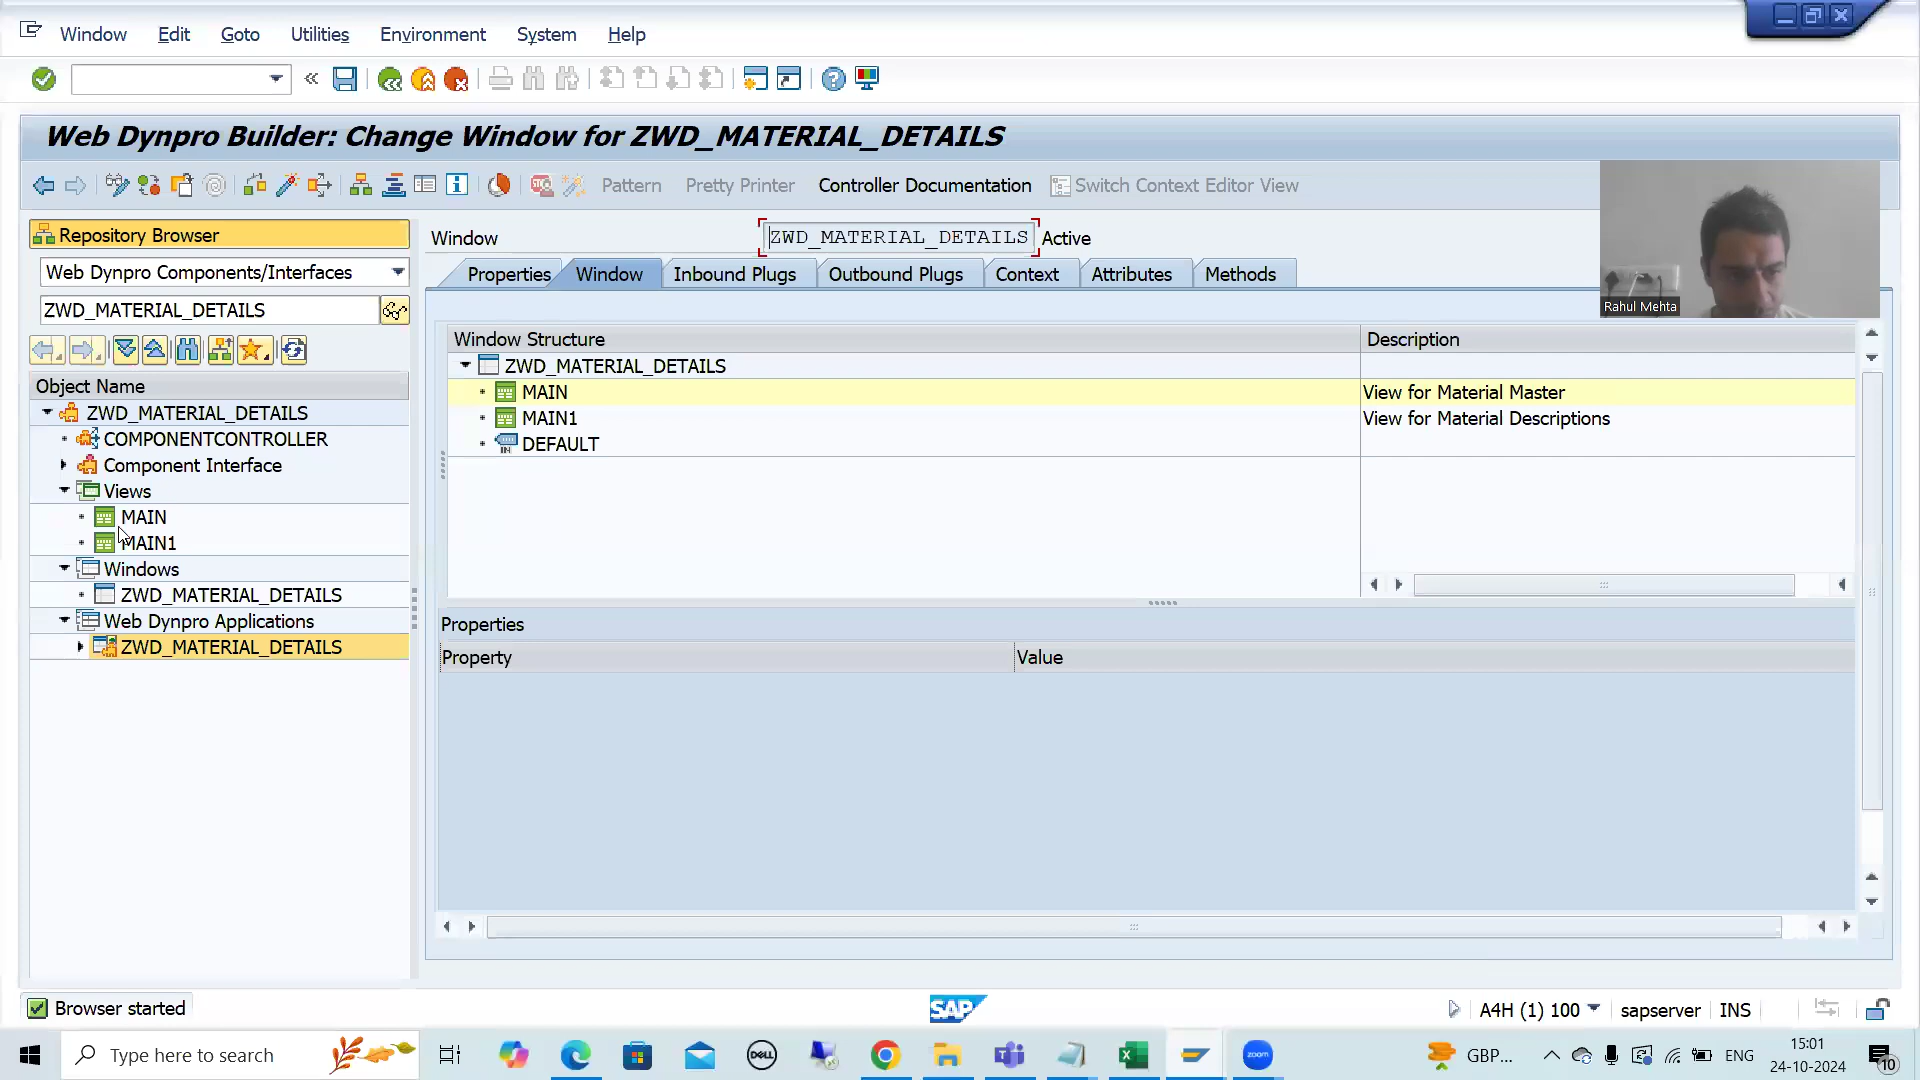 Window Edit Goto Utilities Environment System Help
Web Dynpro Builder: Change Window for ZWD_MATERIAL_DETAILS
Pattern Pretty Printer Controller Documentation Switch Context Editor View
Rahul Mehta
Repository Browser
Web Dynpro Components/Interfaces
ZWD_MATERIAL_DETAILS
Object Name
ZWD_MATERIAL_DETAILS
COMPONENTCONTROLLER
Component Interface
Views
MAIN
MAIN1
Windows
ZWD_MATERIAL_DETAILS
Web Dynpro Applications
ZWD_MATERIAL_DETAILS
Window ZWD_MATERIAL_DETAILS Active
Properties Window Inbound Plugs Outbound Plugs Context Attributes Methods
Window Structure Description
ZWD_MATERIAL_DETAILS
MAIN View for Material Master
MAIN1 View for Material Descriptions
DEFAULT
Properties
Property Value
Browser started
SAP
A4H (1) 100 sapserver INS
Type here to search
DELL
zoom
GBP...
ENG
15:01
24-10-2024
10